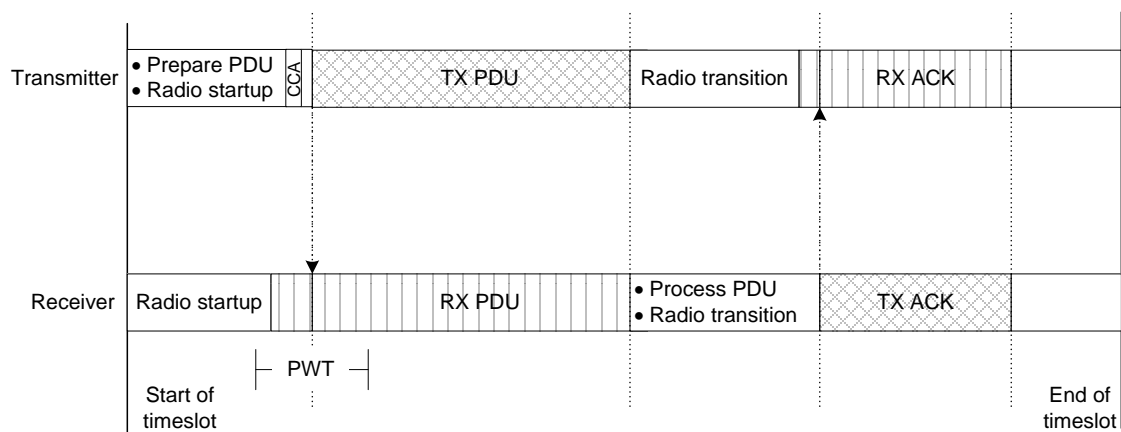 Transmitter
• Prepare PDU
• Radio startup
CCA
TX PDU
Radio transition
RX ACK
Receiver
Radio startup
RX PDU
• Process PDU
• Radio transition
TX ACK
PWT
Start of
timeslot
End of
timeslot